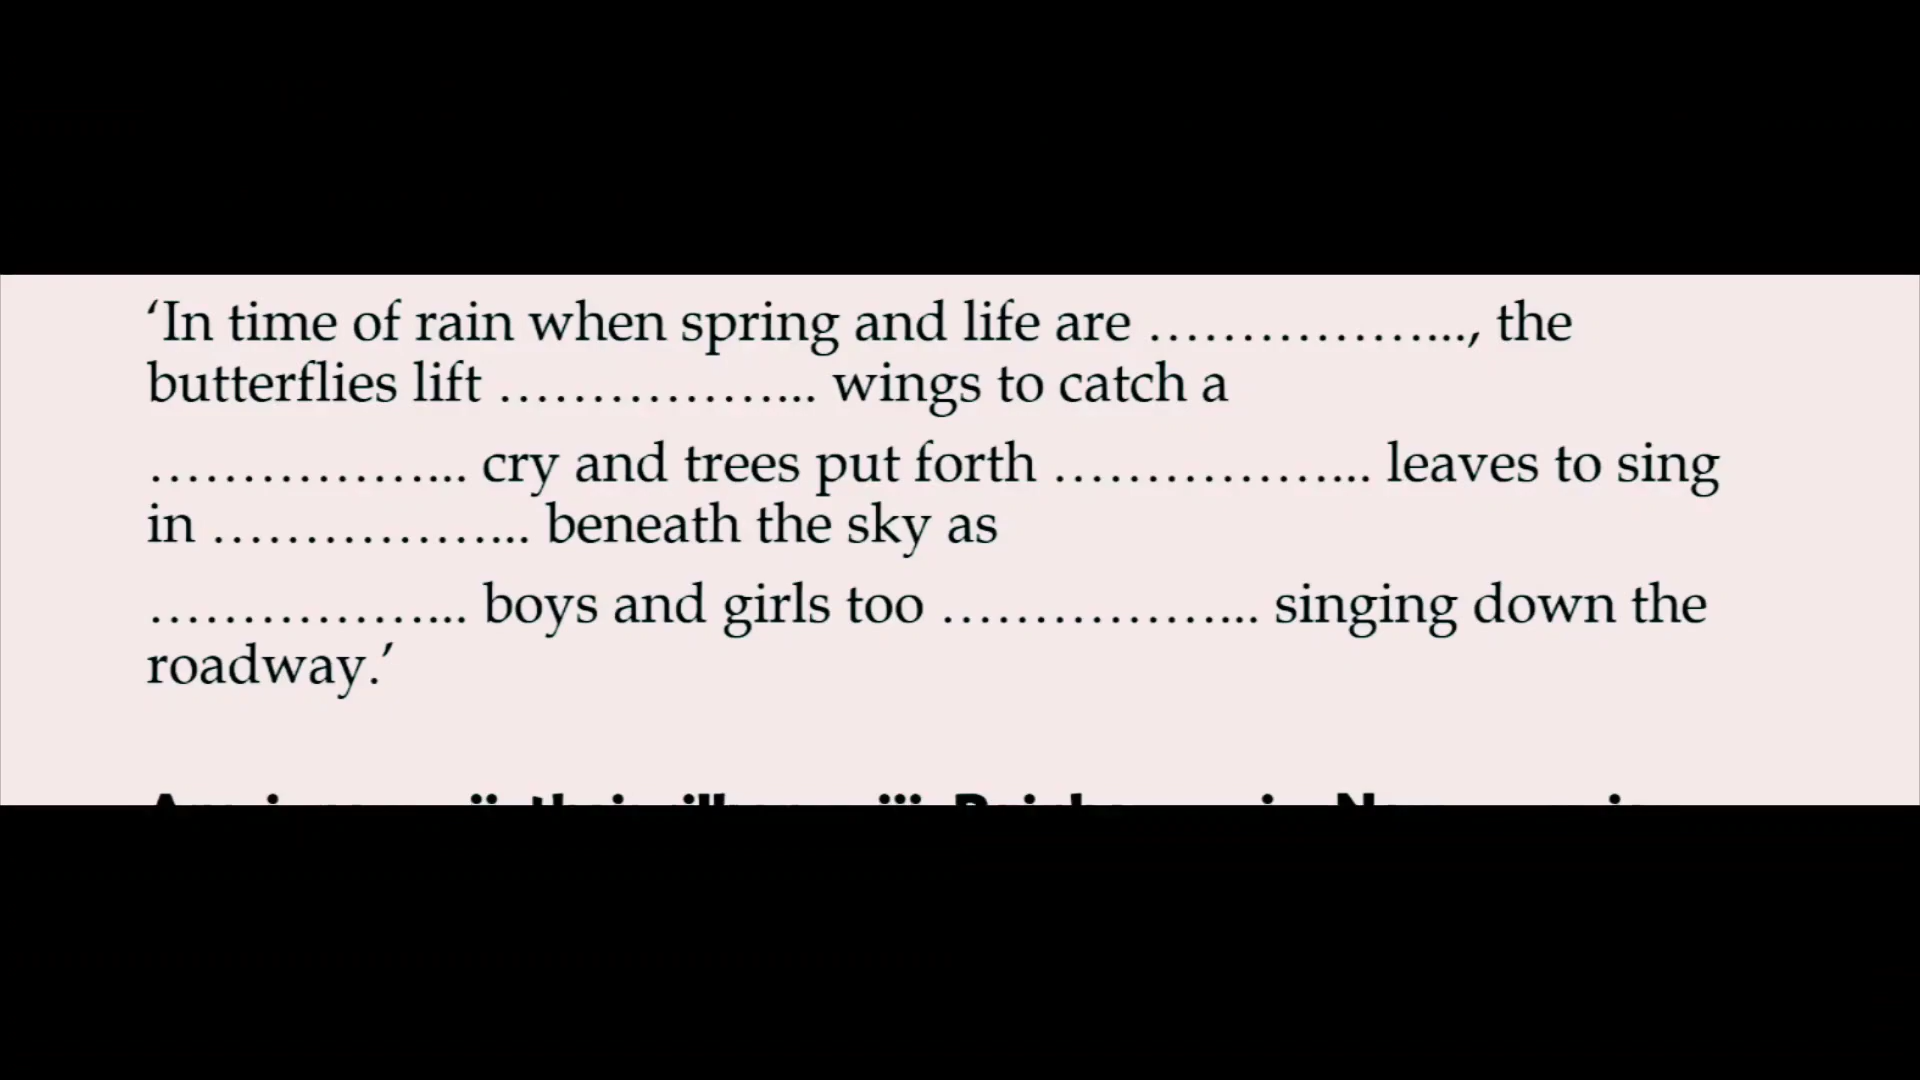 ‘In time of rain when spring and life are ………………..., the
butterflies lift ………………... wings to catch a
………………... cry and trees put forth ………………... leaves to sing
in ………………... beneath the sky as
………………... boys and girls too ………………... singing down the
roadway.’